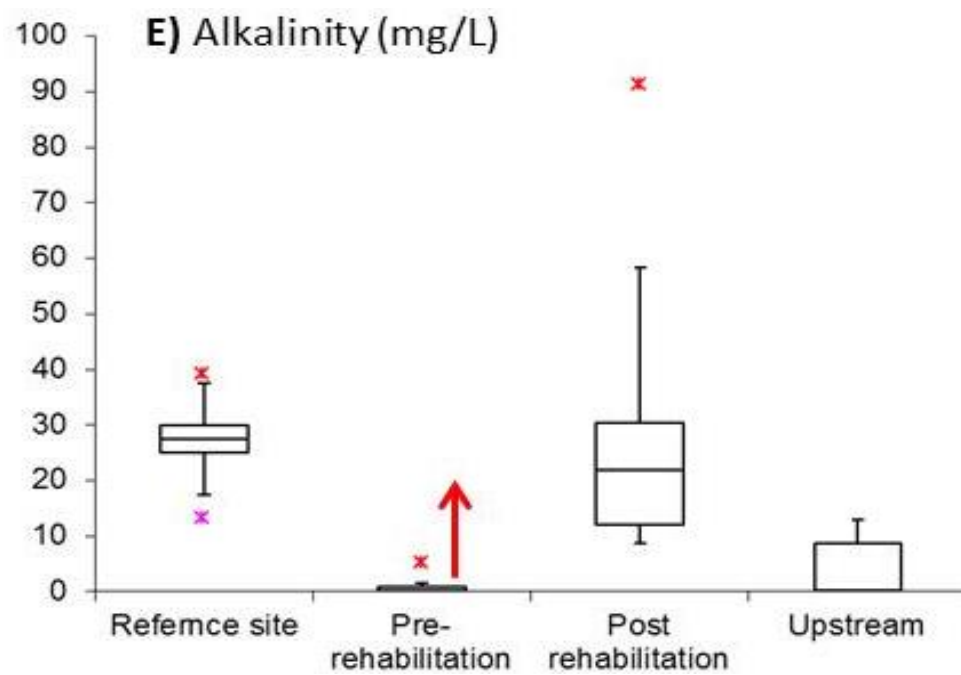 E) Alkalinity (mg/L)
100
90
80
70
60
50
40
30
20
10
0
Refernce site
Pre-
rehabilitation
Post
rehabilitation
Upstream